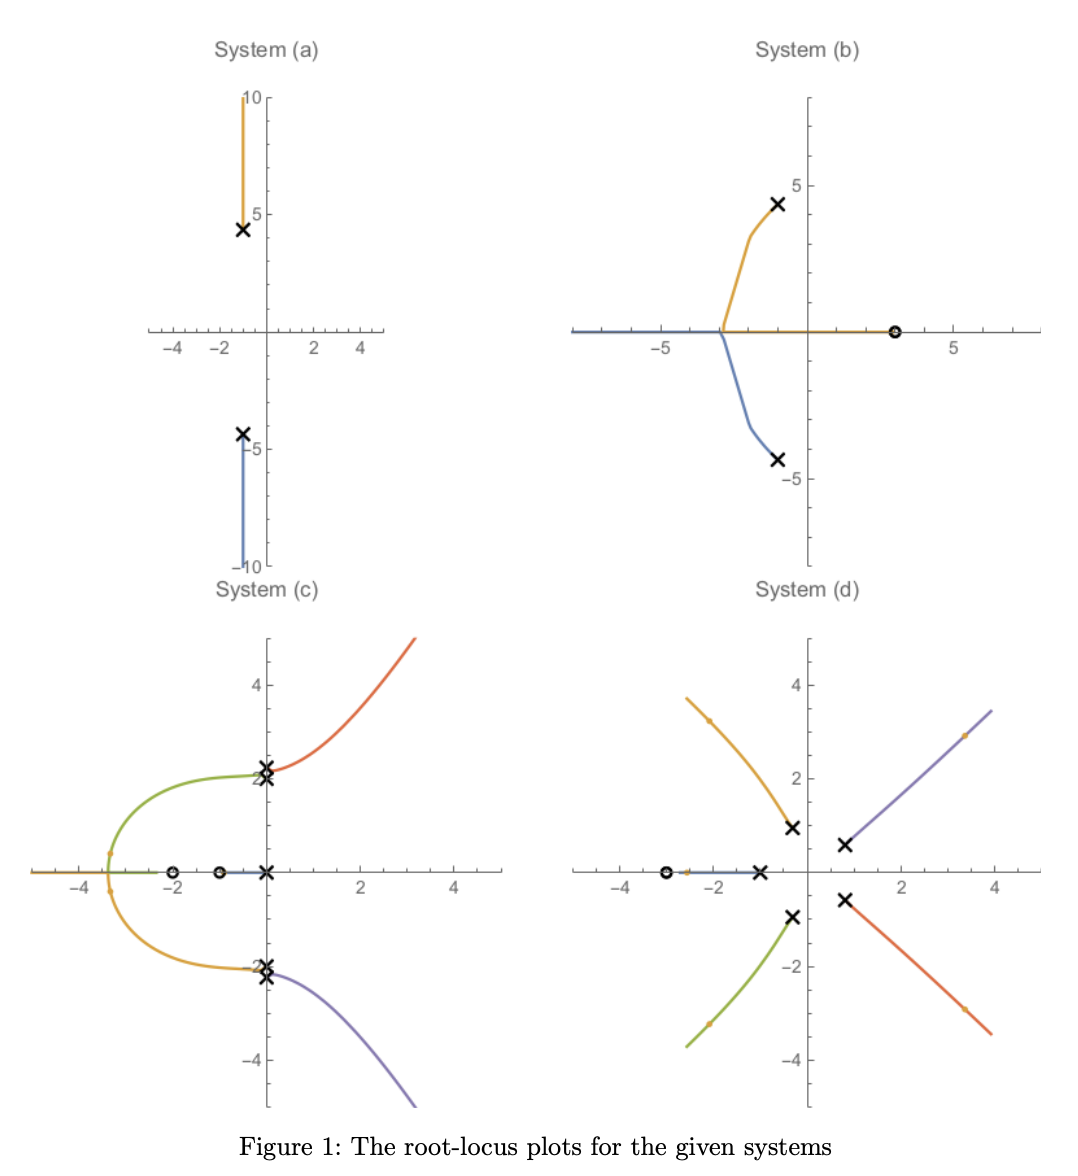 System (a)
System (b)
10
5
−4 −2 2 4
−5
−10
5
−5 5
−5
System (c)
System (d)
4
2
−4 −2 2 4
−2
−4
4
2
−4 −2 2 4
−2
−4
Figure 1: The root-locus plots for the given systems